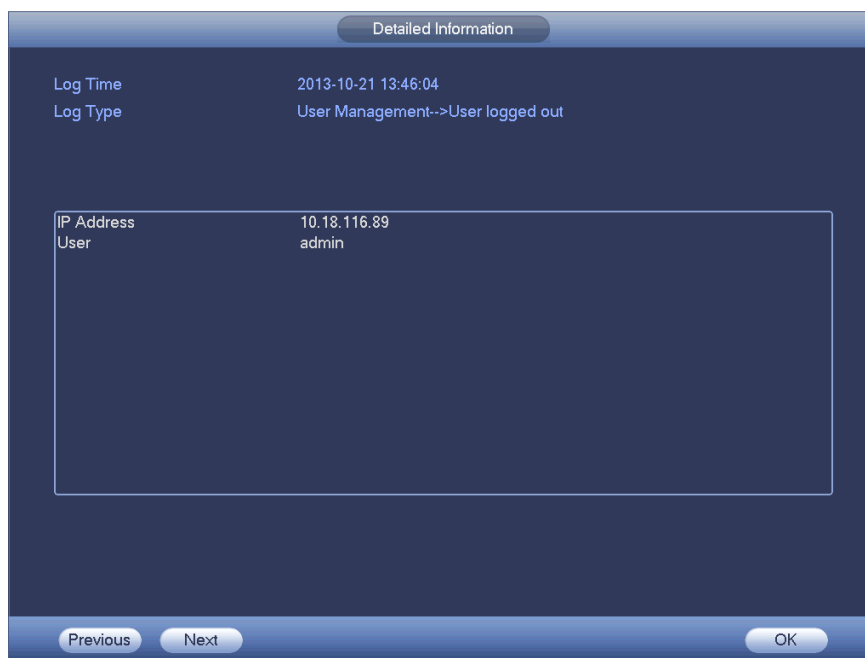 Detailed Information
Log Time 2013-10-21 13:46:04
Log Type User Management-->User logged out
IP Address 10.18.116.89
User admin
Previous Next OK